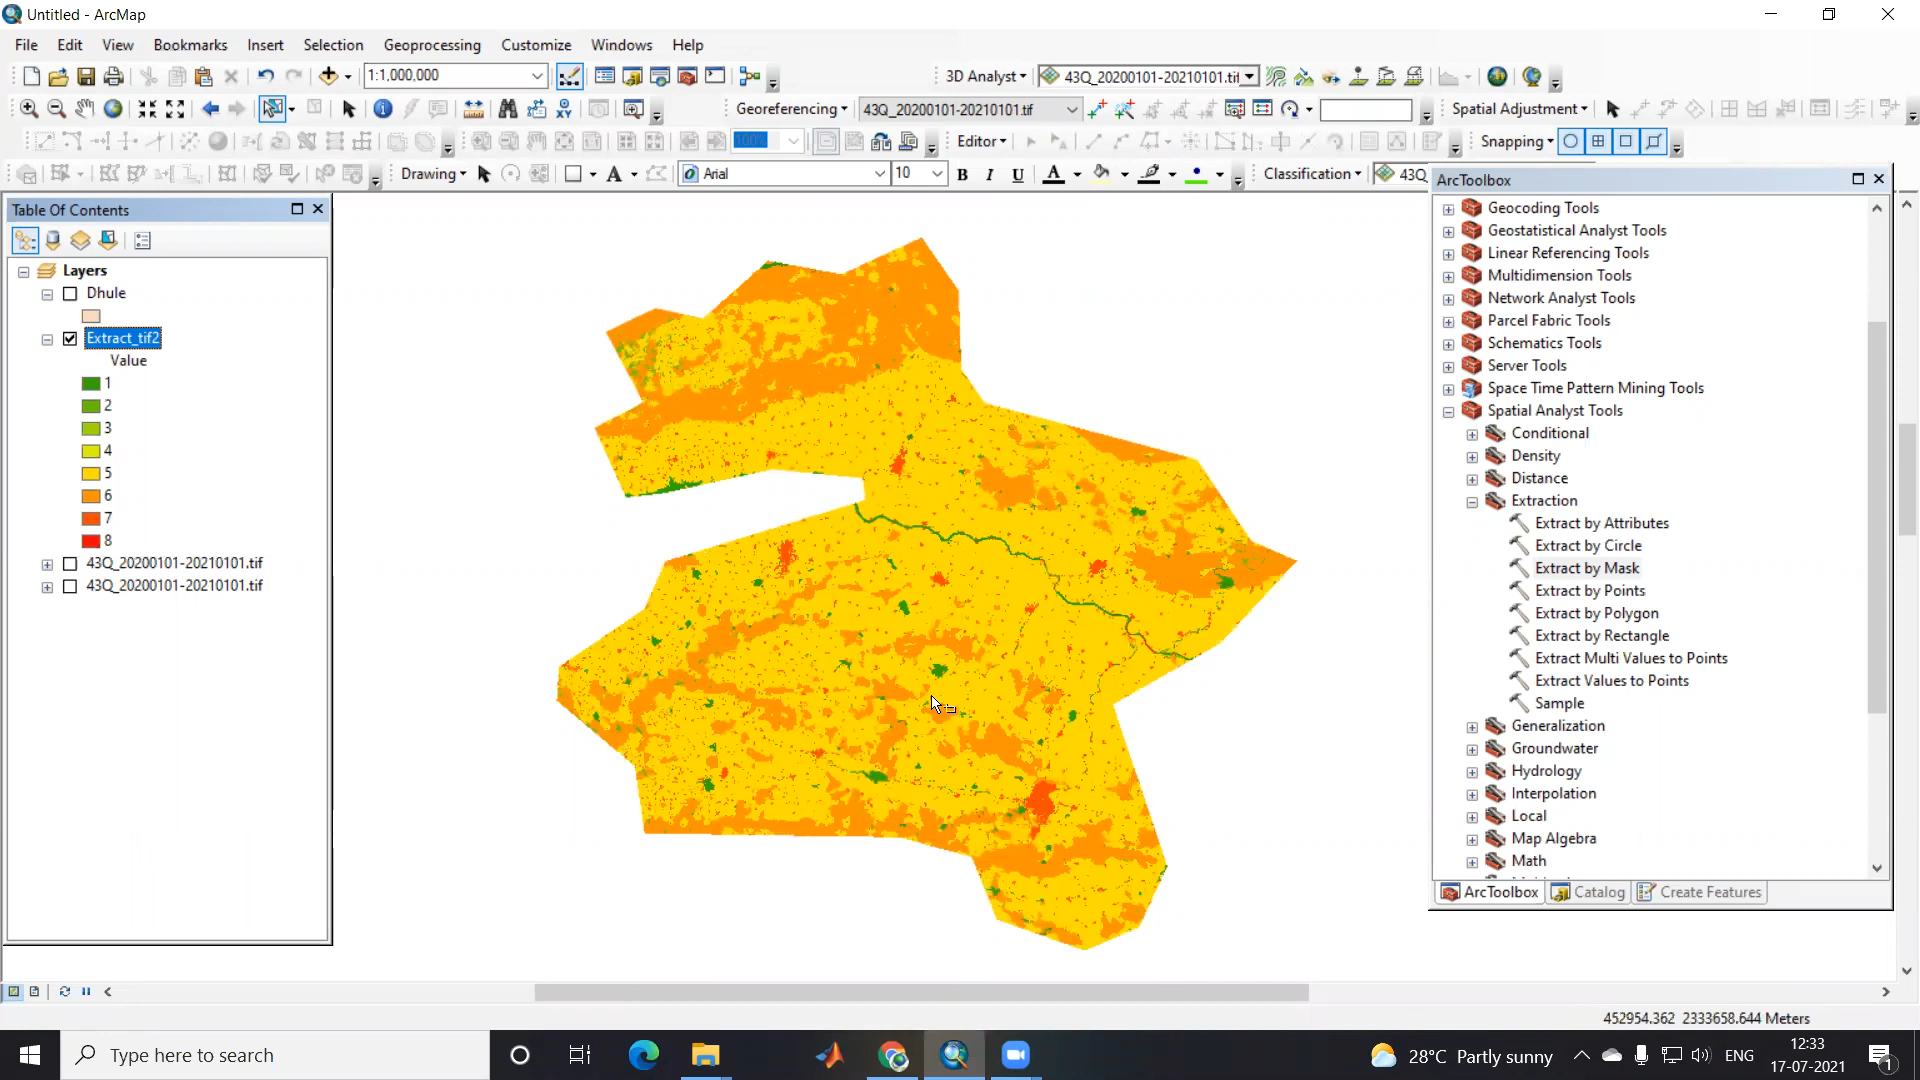 Untitled - ArcMap
File Edit View Bookmarks Insert Selection Geoprocessing Customize Windows Help
1:1,000,000
3D Analyst 43Q_20200101-20210101.tif
Georeferencing 43Q_20200101-20210101.tif
Spatial Adjustment
100%
Editor
Snapping
Drawing
A
Arial
10
B I U A
Classification
43Q
ArcToolbox
Table Of Contents
Layers
Dhule
Extract_tif2
Value
1
2
3
4
5
6
7
8
43Q_20200101-20210101.tif
43Q_20200101-20210101.tif
Geocoding Tools
Geostatistical Analyst Tools
Linear Referencing Tools
Multidimension Tools
Network Analyst Tools
Parcel Fabric Tools
Schematics Tools
Server Tools
Space Time Pattern Mining Tools
Spatial Analyst Tools
Conditional
Density
Distance
Extraction
Extract by Attributes
Extract by Circle
Extract by Mask
Extract by Points
Extract by Polygon
Extract by Rectangle
Extract Multi Values to Points
Extract Values to Points
Sample
Generalization
Groundwater
Hydrology
Interpolation
Local
Map Algebra
Math
ArcToolbox Catalog Create Features
452954.362 2333658.644 Meters
Type here to search
28°C Partly sunny
ENG
12:33
17-07-2021
1